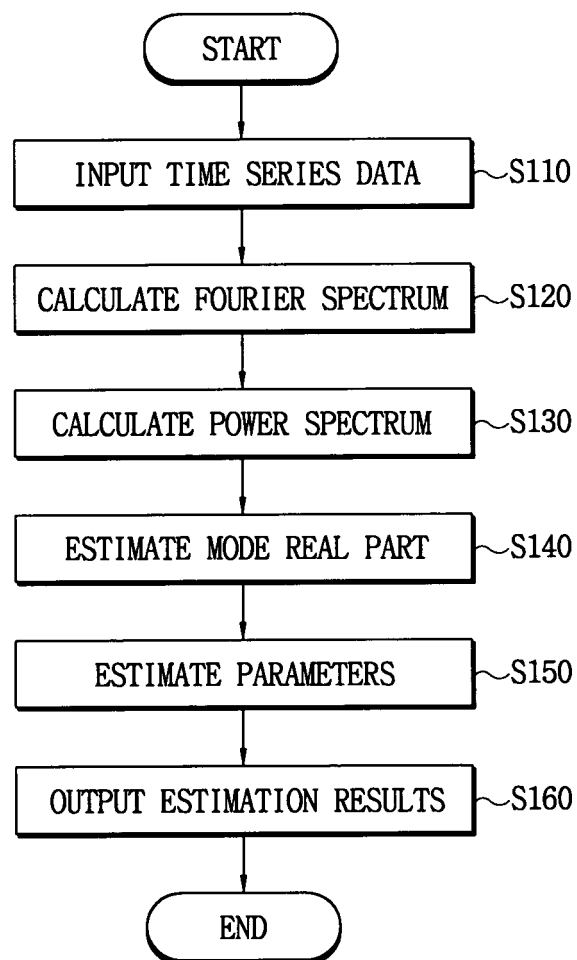 START
INPUT TIME SERIES DATA
S110
CALCULATE FOURIER SPECTRUM
S120
CALCULATE POWER SPECTRUM
S130
ESTIMATE MODE REAL PART
S140
ESTIMATE PARAMETERS
S150
OUTPUT ESTIMATION RESULTS
S160
END